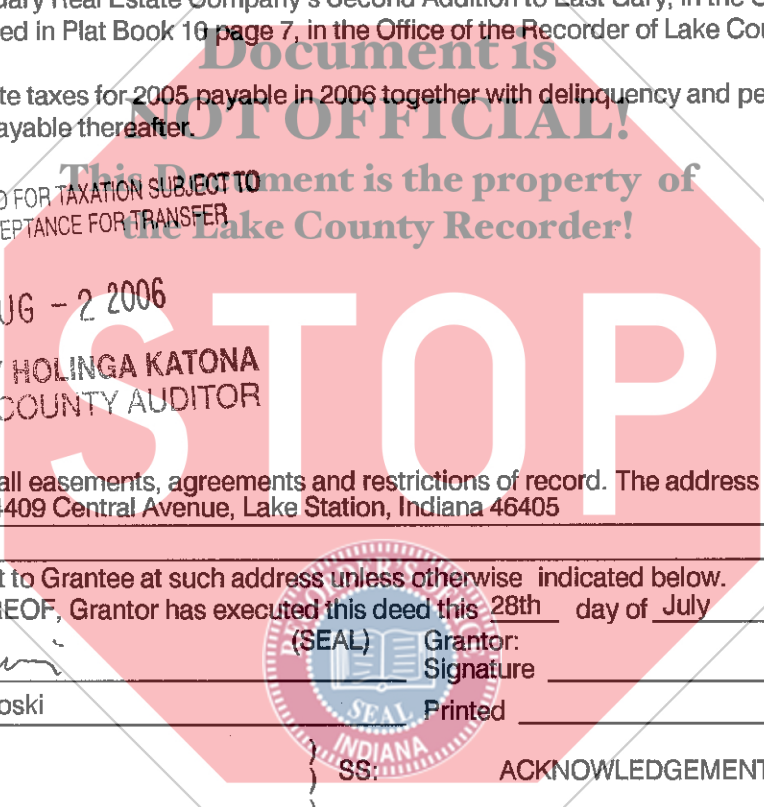 Gary Real Estate Company's Second Addition to East Gary, in the
ed in Plat Book 10 page 7, in the Office of the Recorder of Lake Cou
Document is
te taxes for 2005 payable in 2006 together with delinquency and pe
ayable thereafter.
NOT OFFICIAL!
This Document is the property of
the Lake County Recorder!
FOR TAXATION SUBJECT TO
EPTANCE FOR TRANSFER
UG - 2 2006
STOP
HOLINGA KATONA
COUNTY AUDITOR
all easements, agreements and restrictions of record. The address
409 Central Avenue, Lake Station, Indiana 46405
t to Grantee at such address unless otherwise indicated below.
EOF, Grantor has executed this deed this 28th day of July
(SEAL) Grantor:
Signature
oski Printed
SEAL
INDIANA
SS: ACKNOWLEDGEMENT